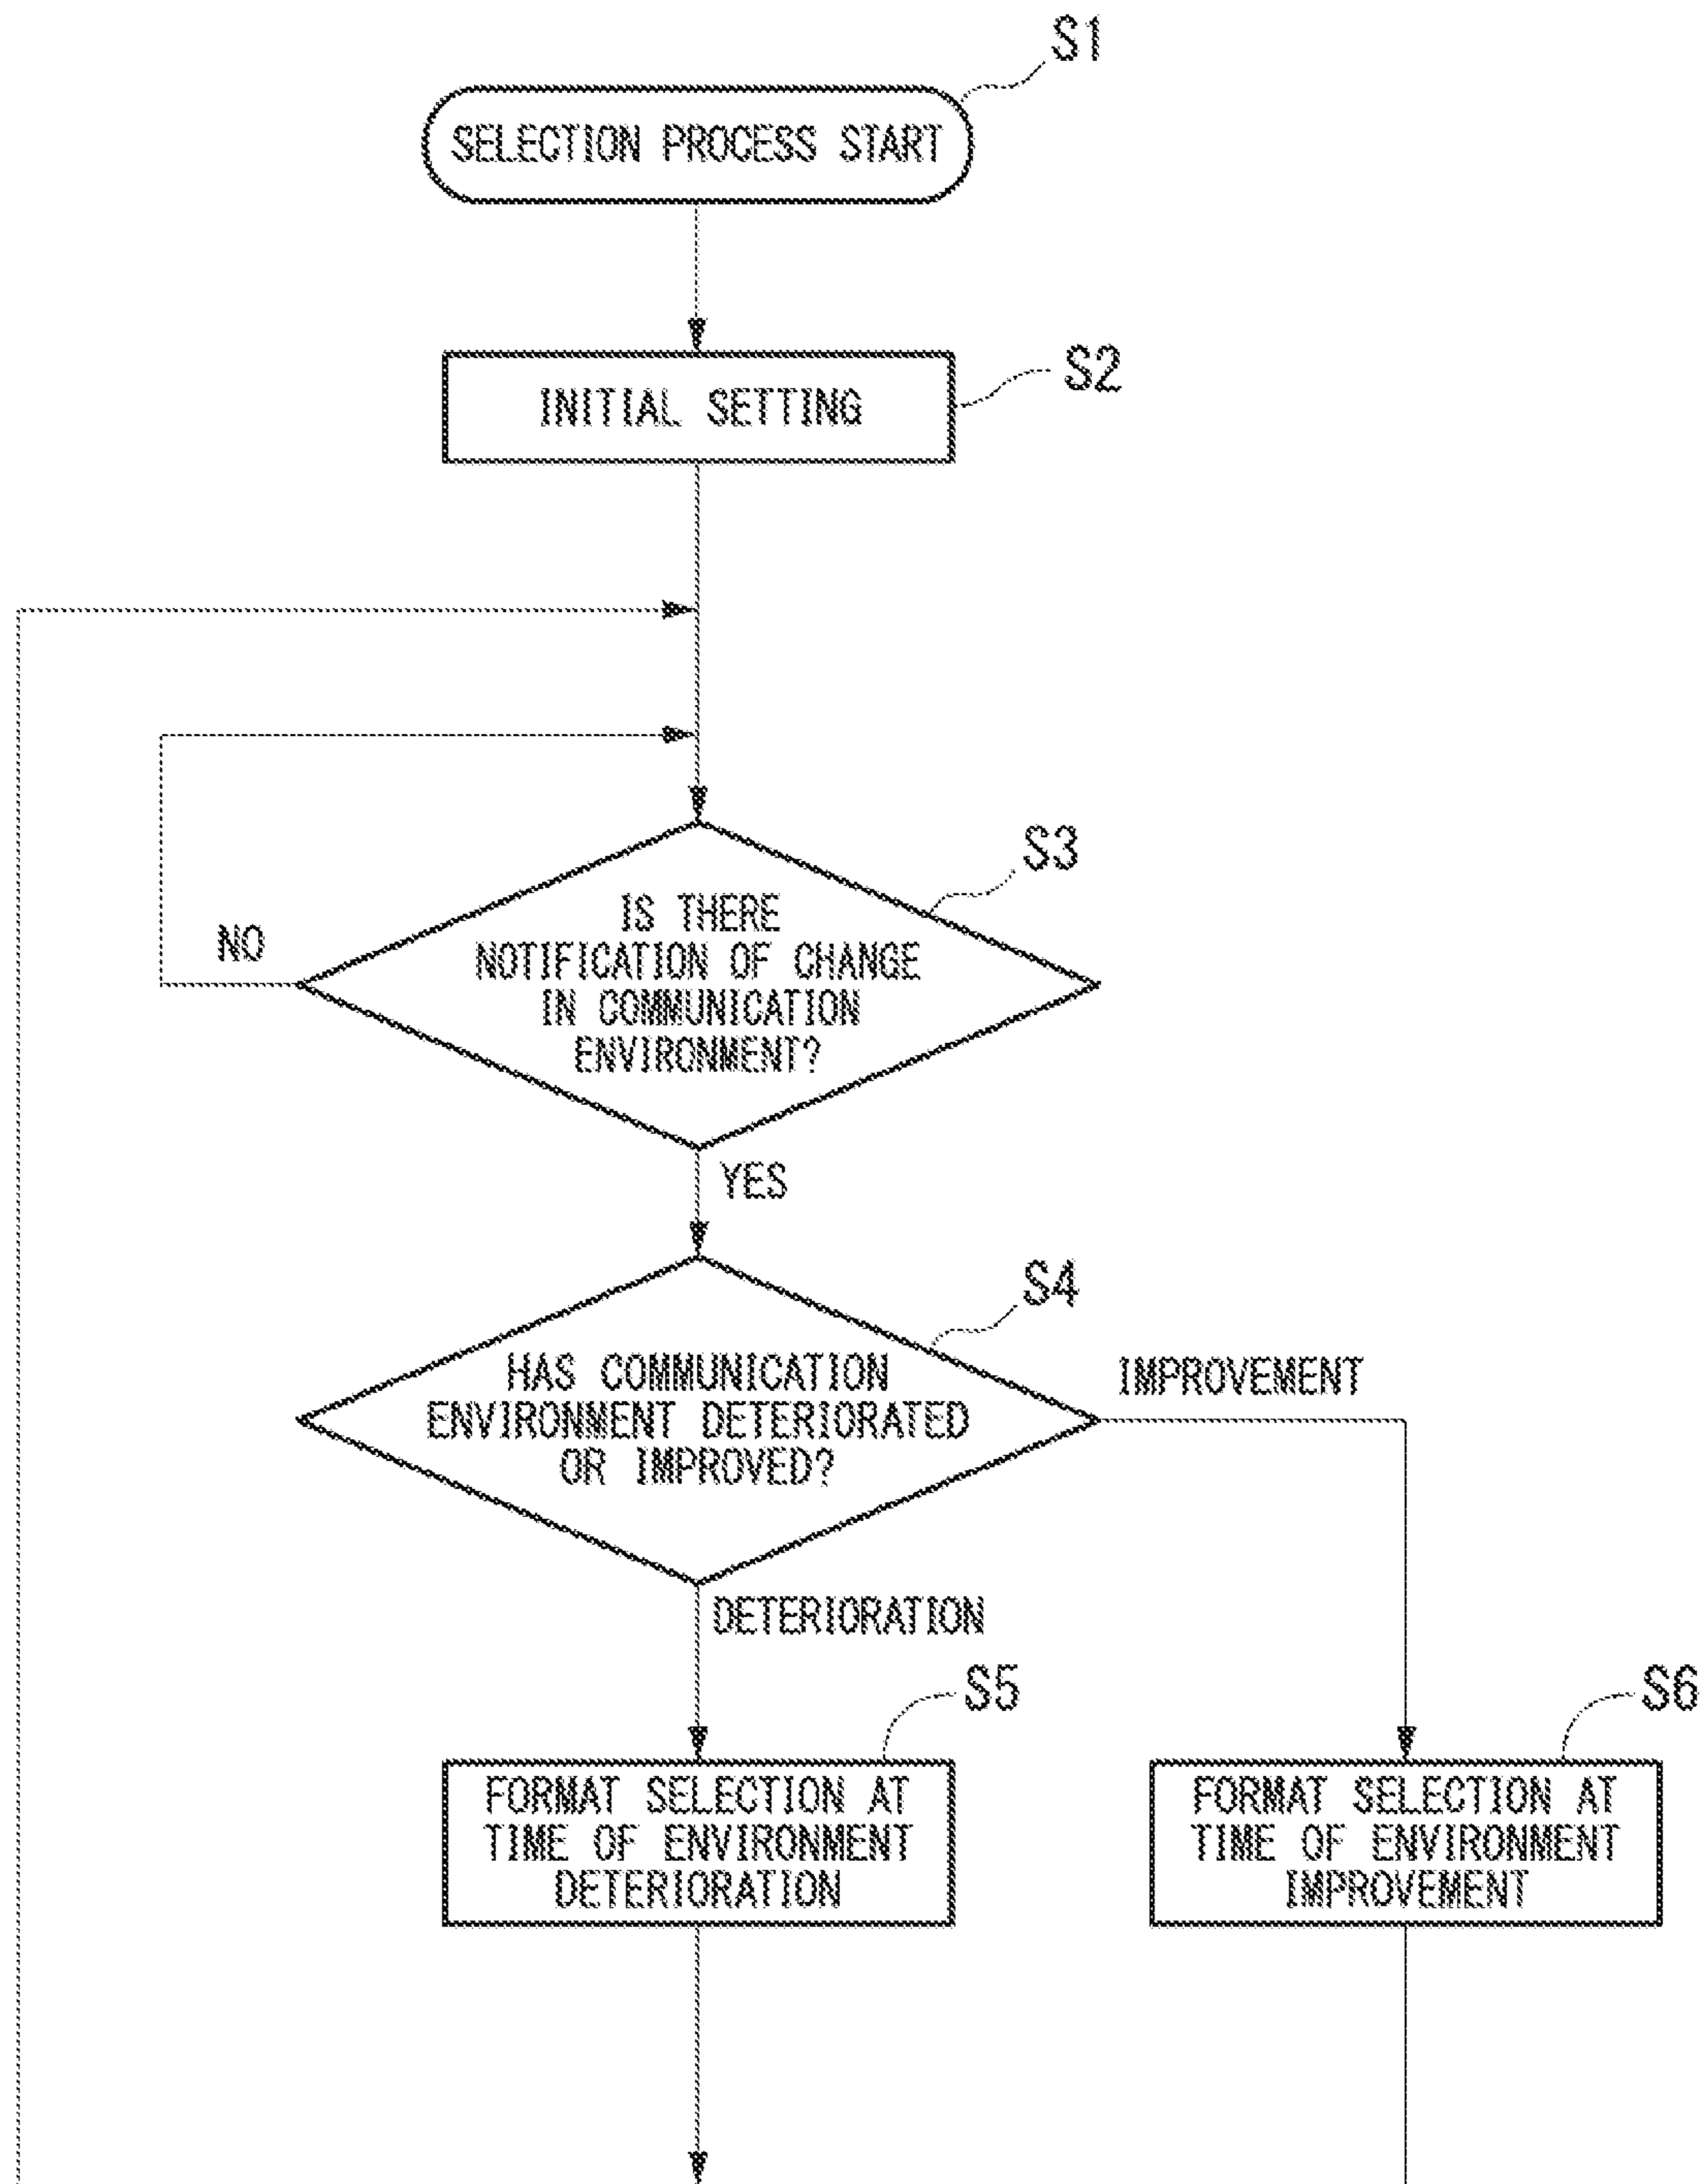 S1
SELECTION PROCESS START
S2
INITIAL SETTING
S3
IS THERE
NOTIFICATION OF CHANGE
IN COMMUNICATION
ENVIRONMENT?
NO
YES
S4
HAS COMMUNICATION
ENVIRONMENT DETERIORATED
OR IMPROVED?
IMPROVEMENT
DETERIORATION
S5
FORMAT SELECTION AT
TIME OF ENVIRONMENT
DETERIORATION
S6
FORMAT SELECTION AT
TIME OF ENVIRONMENT
IMPROVEMENT